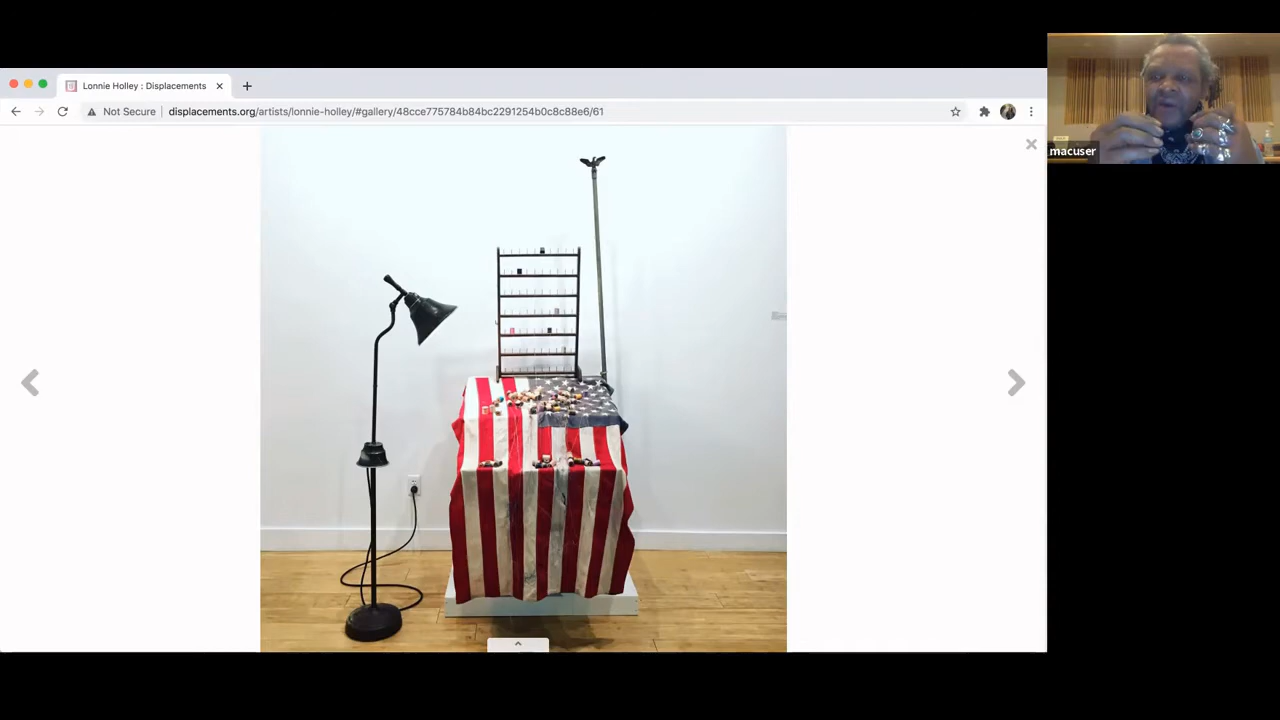 Lonnie Holley : Displacements
Not Secure
displacements.org/artists/lonnie-holley/#gallery/48cce775784b84bc2291254b0c8c88e6/61
macuser